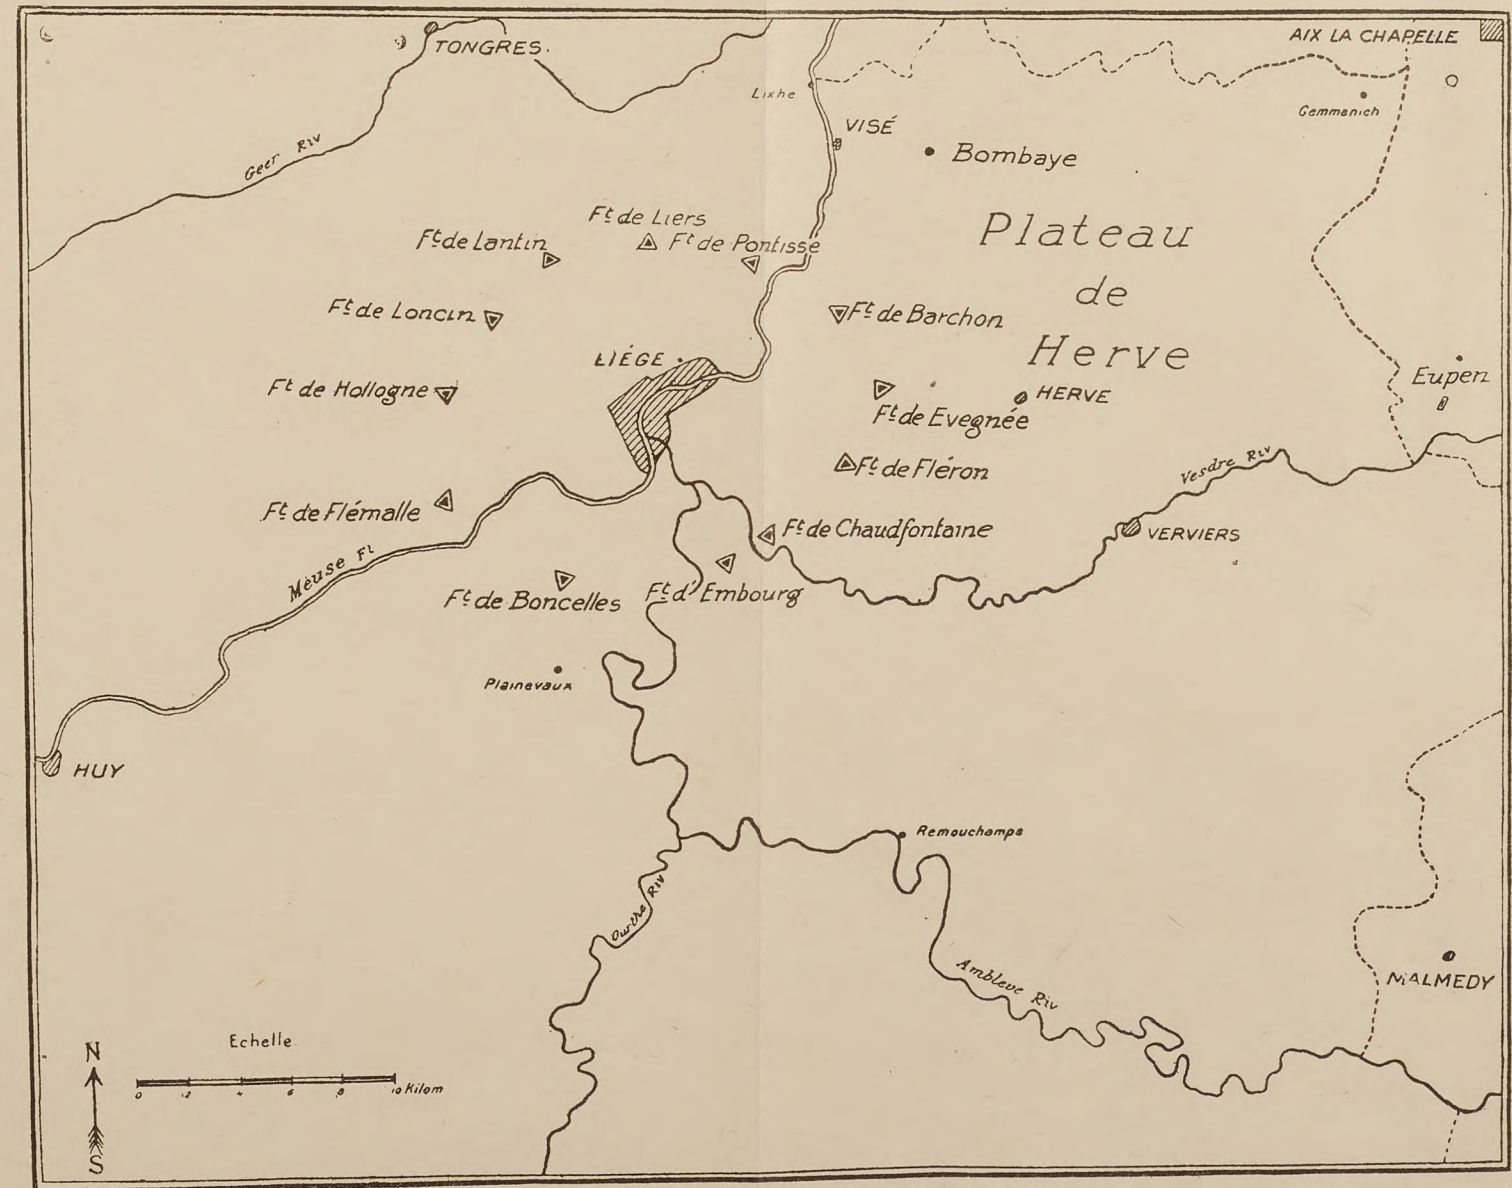 AIX LA CHAPELLE
TONGRES.
Lixhe
Gemmenich
VISÉ
Geer Riv
Bombaye
Ft de Liers
Plateau
Ft de Lantin
Ft de Pontisse
de
Ft de Loncin
Ft de Barchon
Herve
LIÉGE
Eupen
Ft de Hollogne
HERVE
Ft de Evegnée
Vesdre Riv
Ft de Fléron
Ft de Flémalle
Ft de Chaudfontaine
VERVIERS
Meuse Fl
Ft de Boncelles
Ft d'Embourg
Plainevaux
HUY
Remouchamps
Ourthe Riv
Ambleve Riv
MALMEDY
Echelle
N
0 2 4 6 8 10 Kilom
S